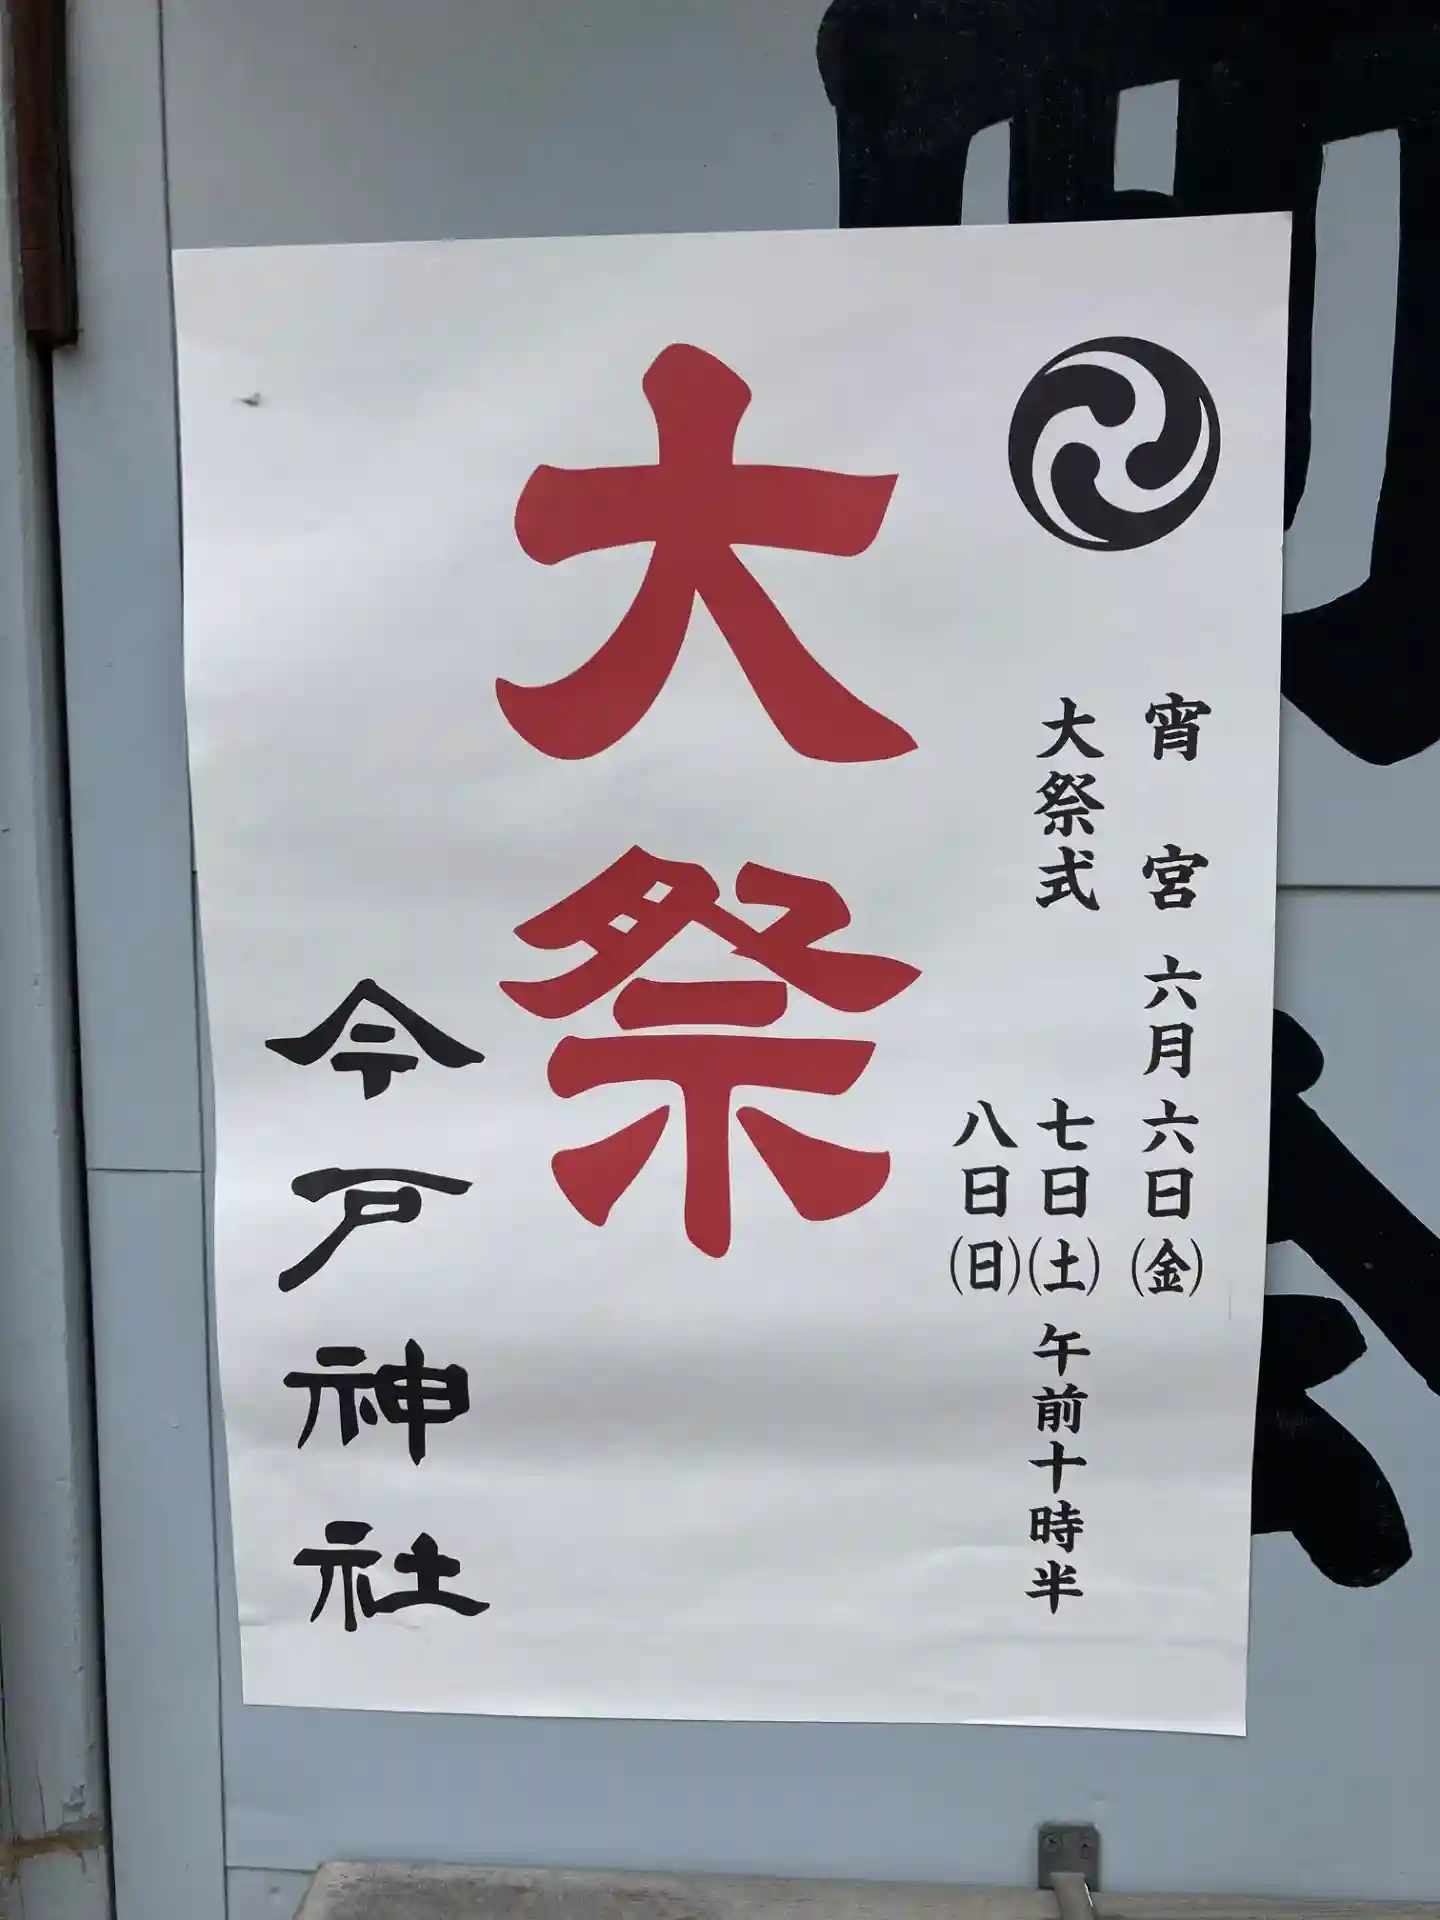 宵宮 六月六日(金)
大祭式 七日(土) 午前十時半
八日(日)
大祭
今戸神社